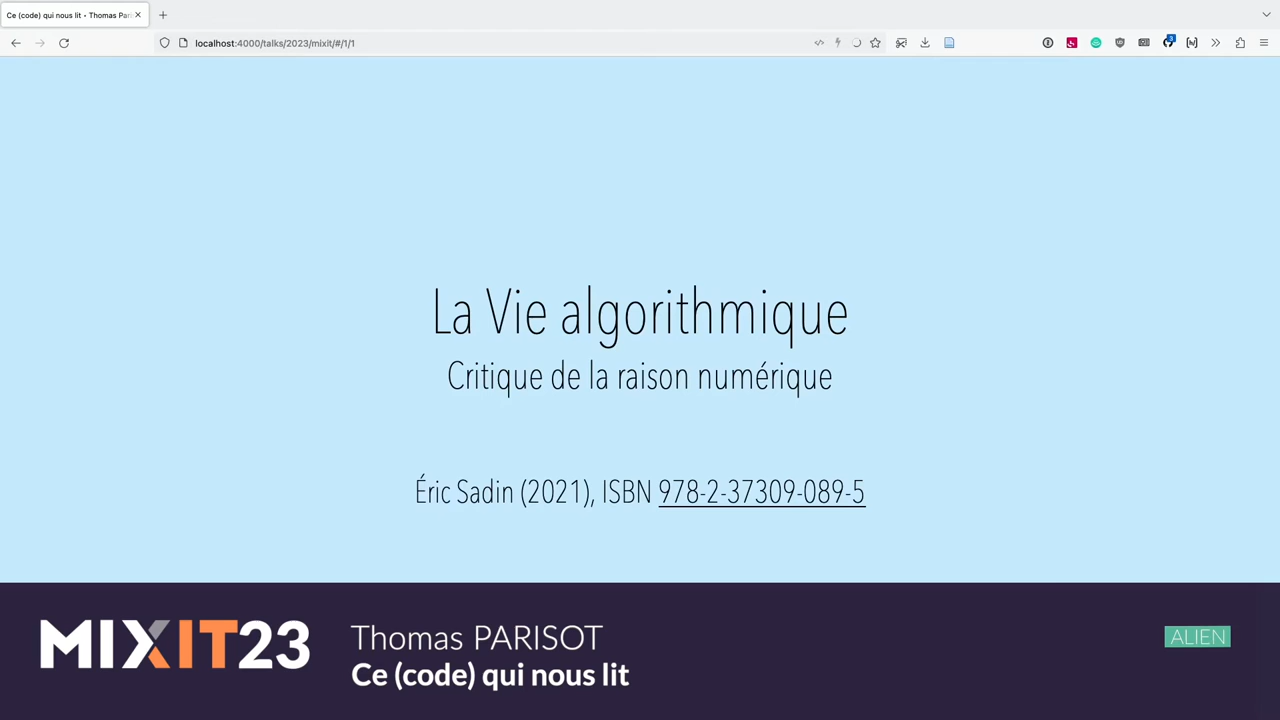 Ce (code) qui nous lit • Thomas Par
localhost:4000/talks/2023/mixit/#/1/1
3
La Vie algorithmique
Critique de la raison numérique
Éric Sadin (2021), ISBN 978-2-37309-089-5
MIXIT23
Thomas PARISOT
Ce (code) qui nous lit
ALIEN